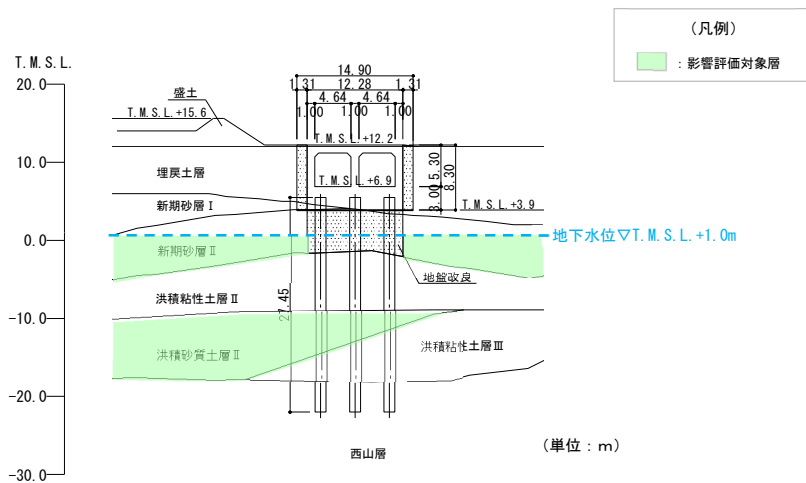 (凡例)
：影響評価対象層
T.M.S.L.
20.0
10.0
0.0
-10.0
-20.0
-30.0
14.90
1.31 12.28 1.31
4.64 4.64
1.00 1.00 1.00
盛土
T.M.S.L.+15.6
T.M.S.L.+12.2
埋戻土層
T.M.S.L.+6.9
3.00 5.30
8.30
新期砂層Ⅰ
T.M.S.L.+3.9
地下水位▽T.M.S.L.+1.0m
新期砂層Ⅱ
地盤改良
洪積粘性土層Ⅱ
27.45
洪積砂質土層Ⅱ
洪積粘性土層Ⅲ
西山層
(単位：m)